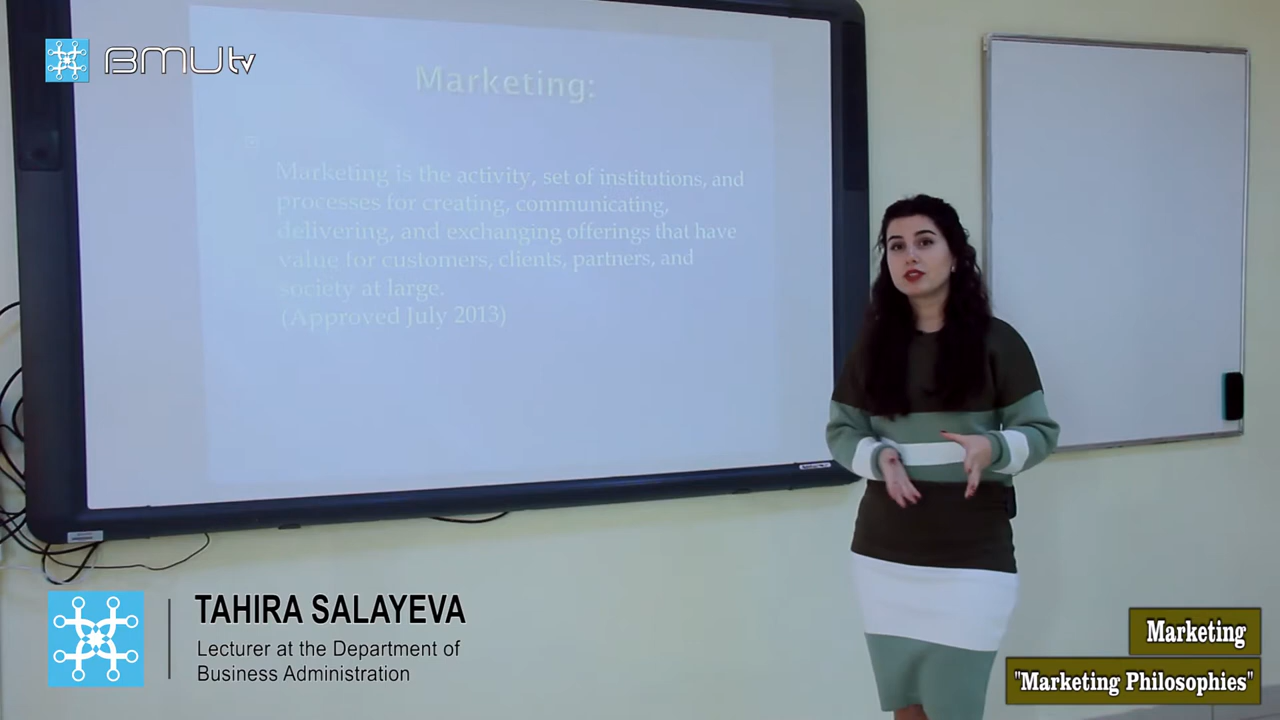 BMUtv
Marketing:
Marketing is the activity, set of institutions, and
processes for creating, communicating,
delivering, and exchanging offerings that have
value for customers, clients, partners, and
society at large.
(Approved July 2013)
TAHIRA SALAYEVA
Lecturer at the Department of
Business Administration
Marketing
"Marketing Philosophies"